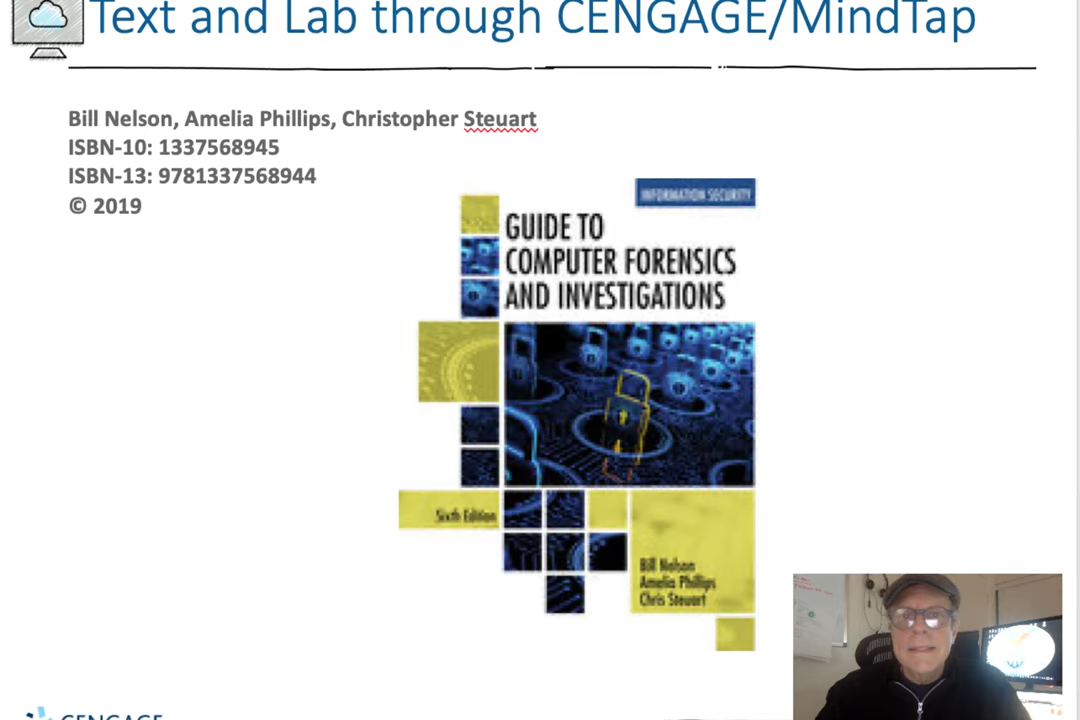 Text and Lab through CENGAGE/MindTap
Bill Nelson, Amelia Phillips, Christopher Steuart
ISBN-10: 1337568945
ISBN-13: 9781337568944
© 2019
INFORMATION SECURITY
GUIDE TO
COMPUTER FORENSICS
AND INVESTIGATIONS
Sixth Edition
Bill Nelson
Amelia Phillips
Chris Steuart
CENGAGE